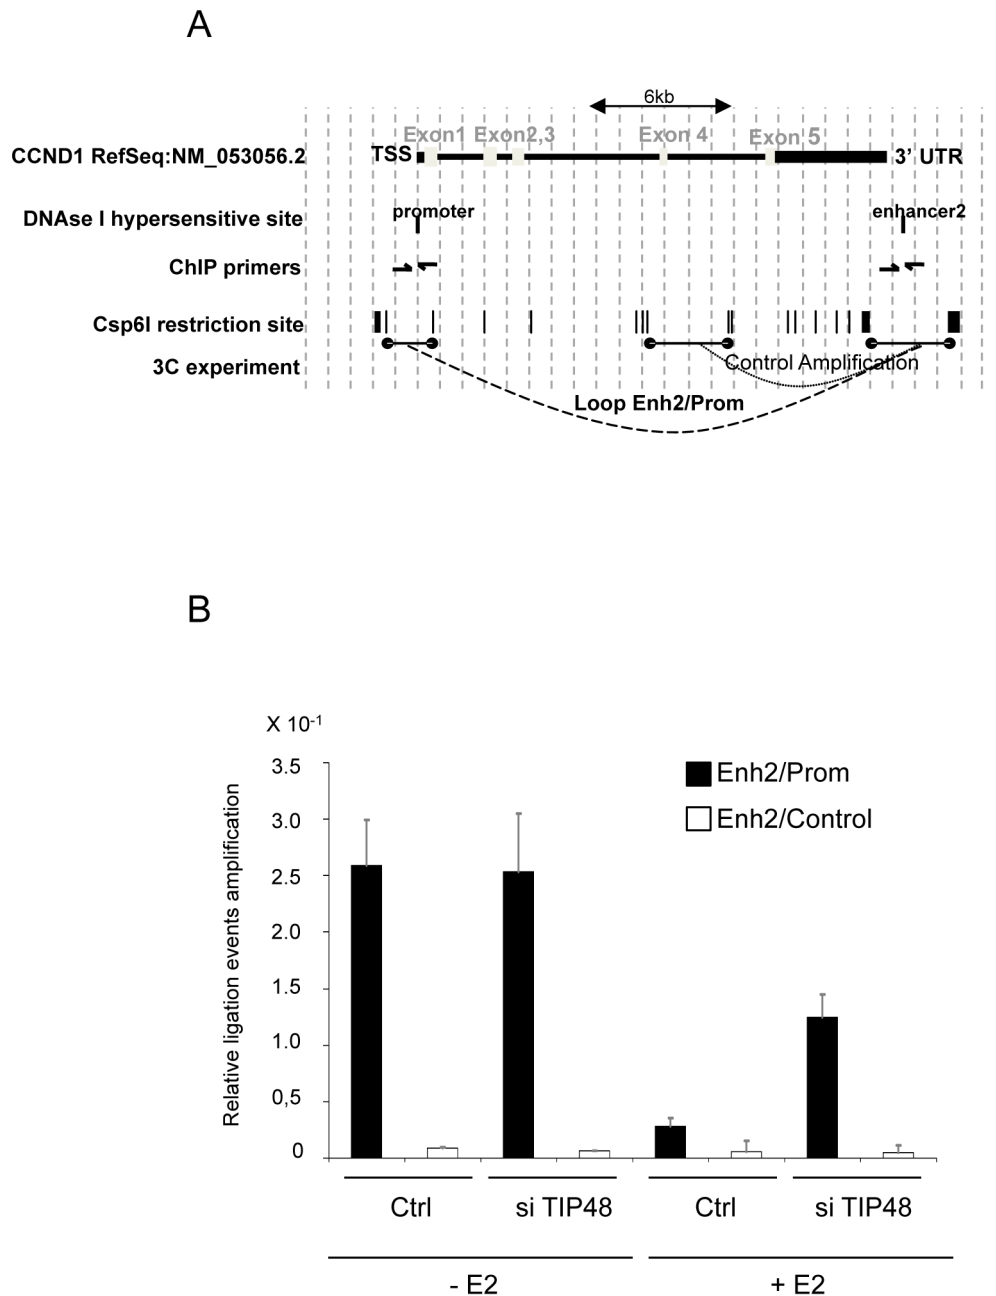 A
6kb
Exon1 Exon2,3 Exon 4 Exon 5
CCND1 RefSeq:NM_053056.2 TSS 3' UTR
DNAse I hypersensitive site promoter enhancer2
ChIP primers
Csp6I restriction site
3C experiment Control Amplification
Loop Enh2/Prom
B
X 10-1
Relative ligation events amplification
3.5
3.0
2.5
2.0
1.5
1.0
0,5
0
Enh2/Prom
Enh2/Control
Ctrl si TIP48 Ctrl si TIP48
- E2 + E2